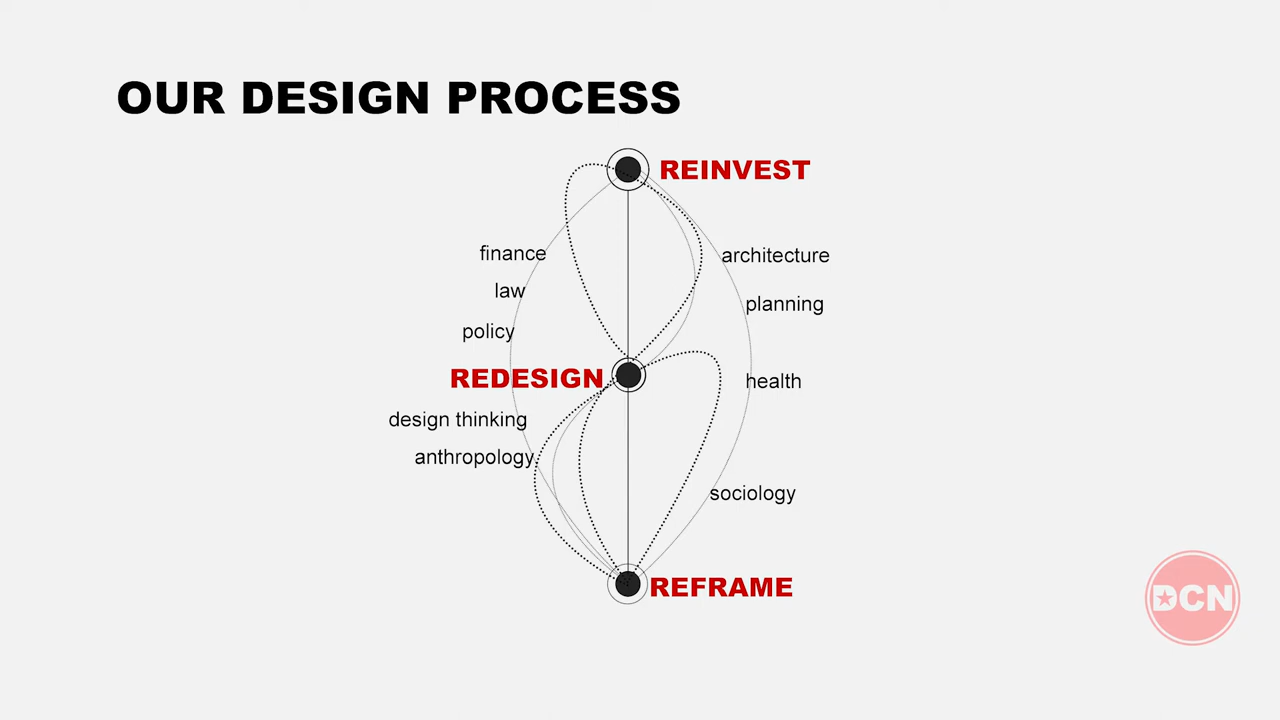 OUR DESIGN PROCESS
REINVEST
finance
architecture
law
planning
policy
REDESIGN
health
design thinking
anthropology
sociology
REFRAME
DCN